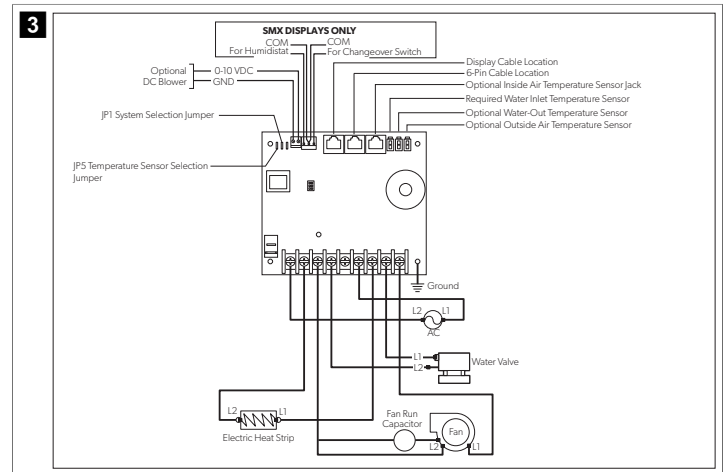 3
SMX DISPLAYS ONLY
COM
COM
For Humidistat
For Changeover Switch
Optional
DC Blower
0-10 VDC
GND
Display Cable Location
6-Pin Cable Location
Optional Inside Air Temperature Sensor Jack
Required Water Inlet Temperature Sensor
Optional Water-Out Temperature Sensor
Optional Outside Air Temperature Sensor
JP1 System Selection Jumper
JP5 Temperature Sensor Selection
Jumper
Ground
L2
L1
AC
L1
L2
Water Valve
L2
L1
Electric Heat Strip
Fan Run
Capacitor
Fan
L2
L1